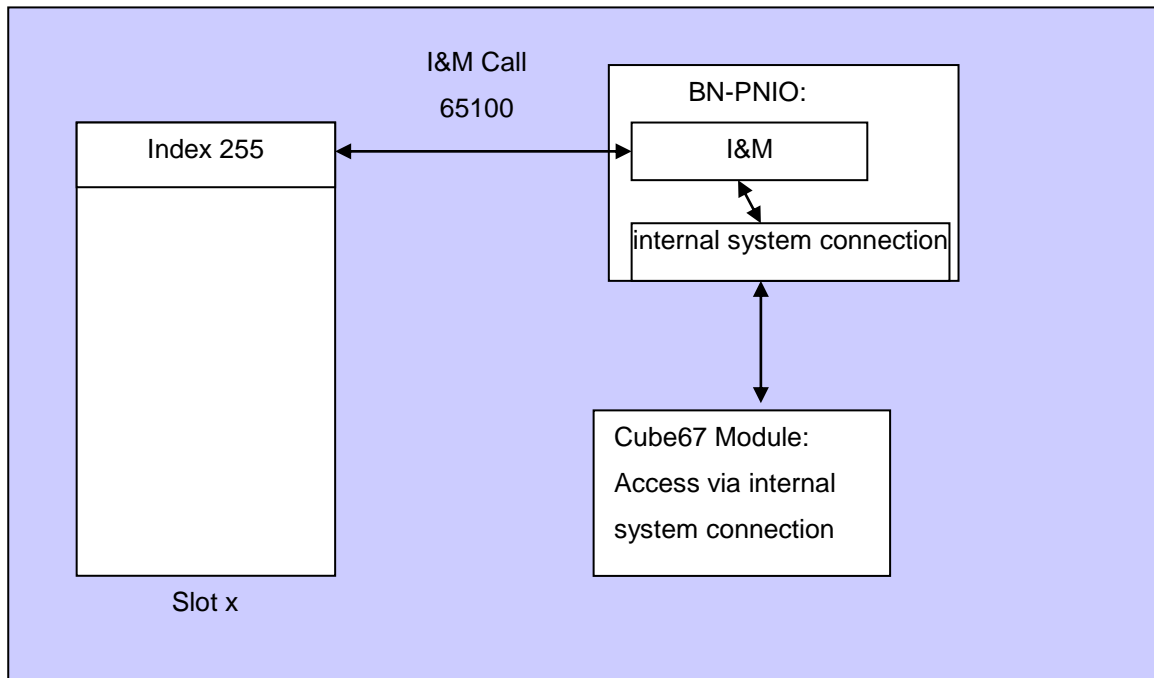 I&M Call
65100
Index 255
Slot x
BN-PNIO:
I&M
internal system connection
Cube67 Module:
Access via internal
system connection